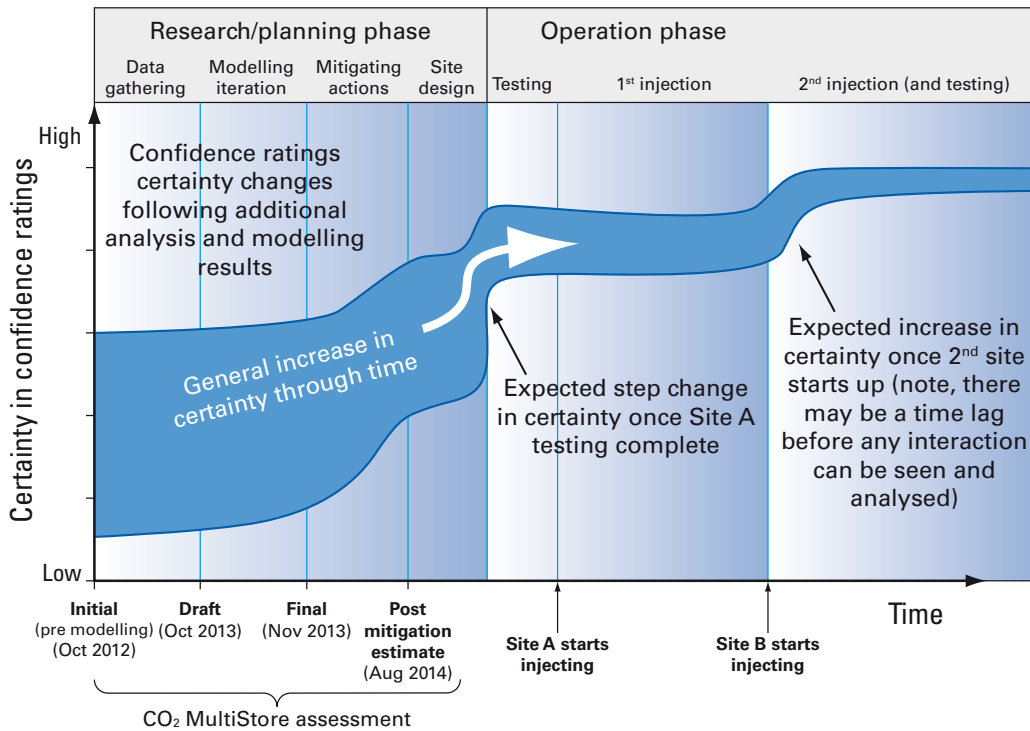 Research/planning phase
Operation phase
Data
gathering
Modelling
iteration
Mitigating
actions
Site
design
Testing
1st injection
2nd injection (and testing)
Certainty in confidence ratings
High
Low
Confidence ratings
certainty changes
following additional
analysis and modelling
results
General increase in
certainty through time
Expected step change
in certainty once Site A
testing complete
Expected increase in
certainty once 2nd site
starts up (note, there
may be a time lag
before any interaction
can be seen and
analysed)
Time
Initial
(pre modelling)
(Oct 2012)
Draft
(Oct 2013)
Final
(Nov 2013)
Post
mitigation
estimate
(Aug 2014)
Site A starts
injecting
Site B starts
injecting
CO₂ MultiStore assessment